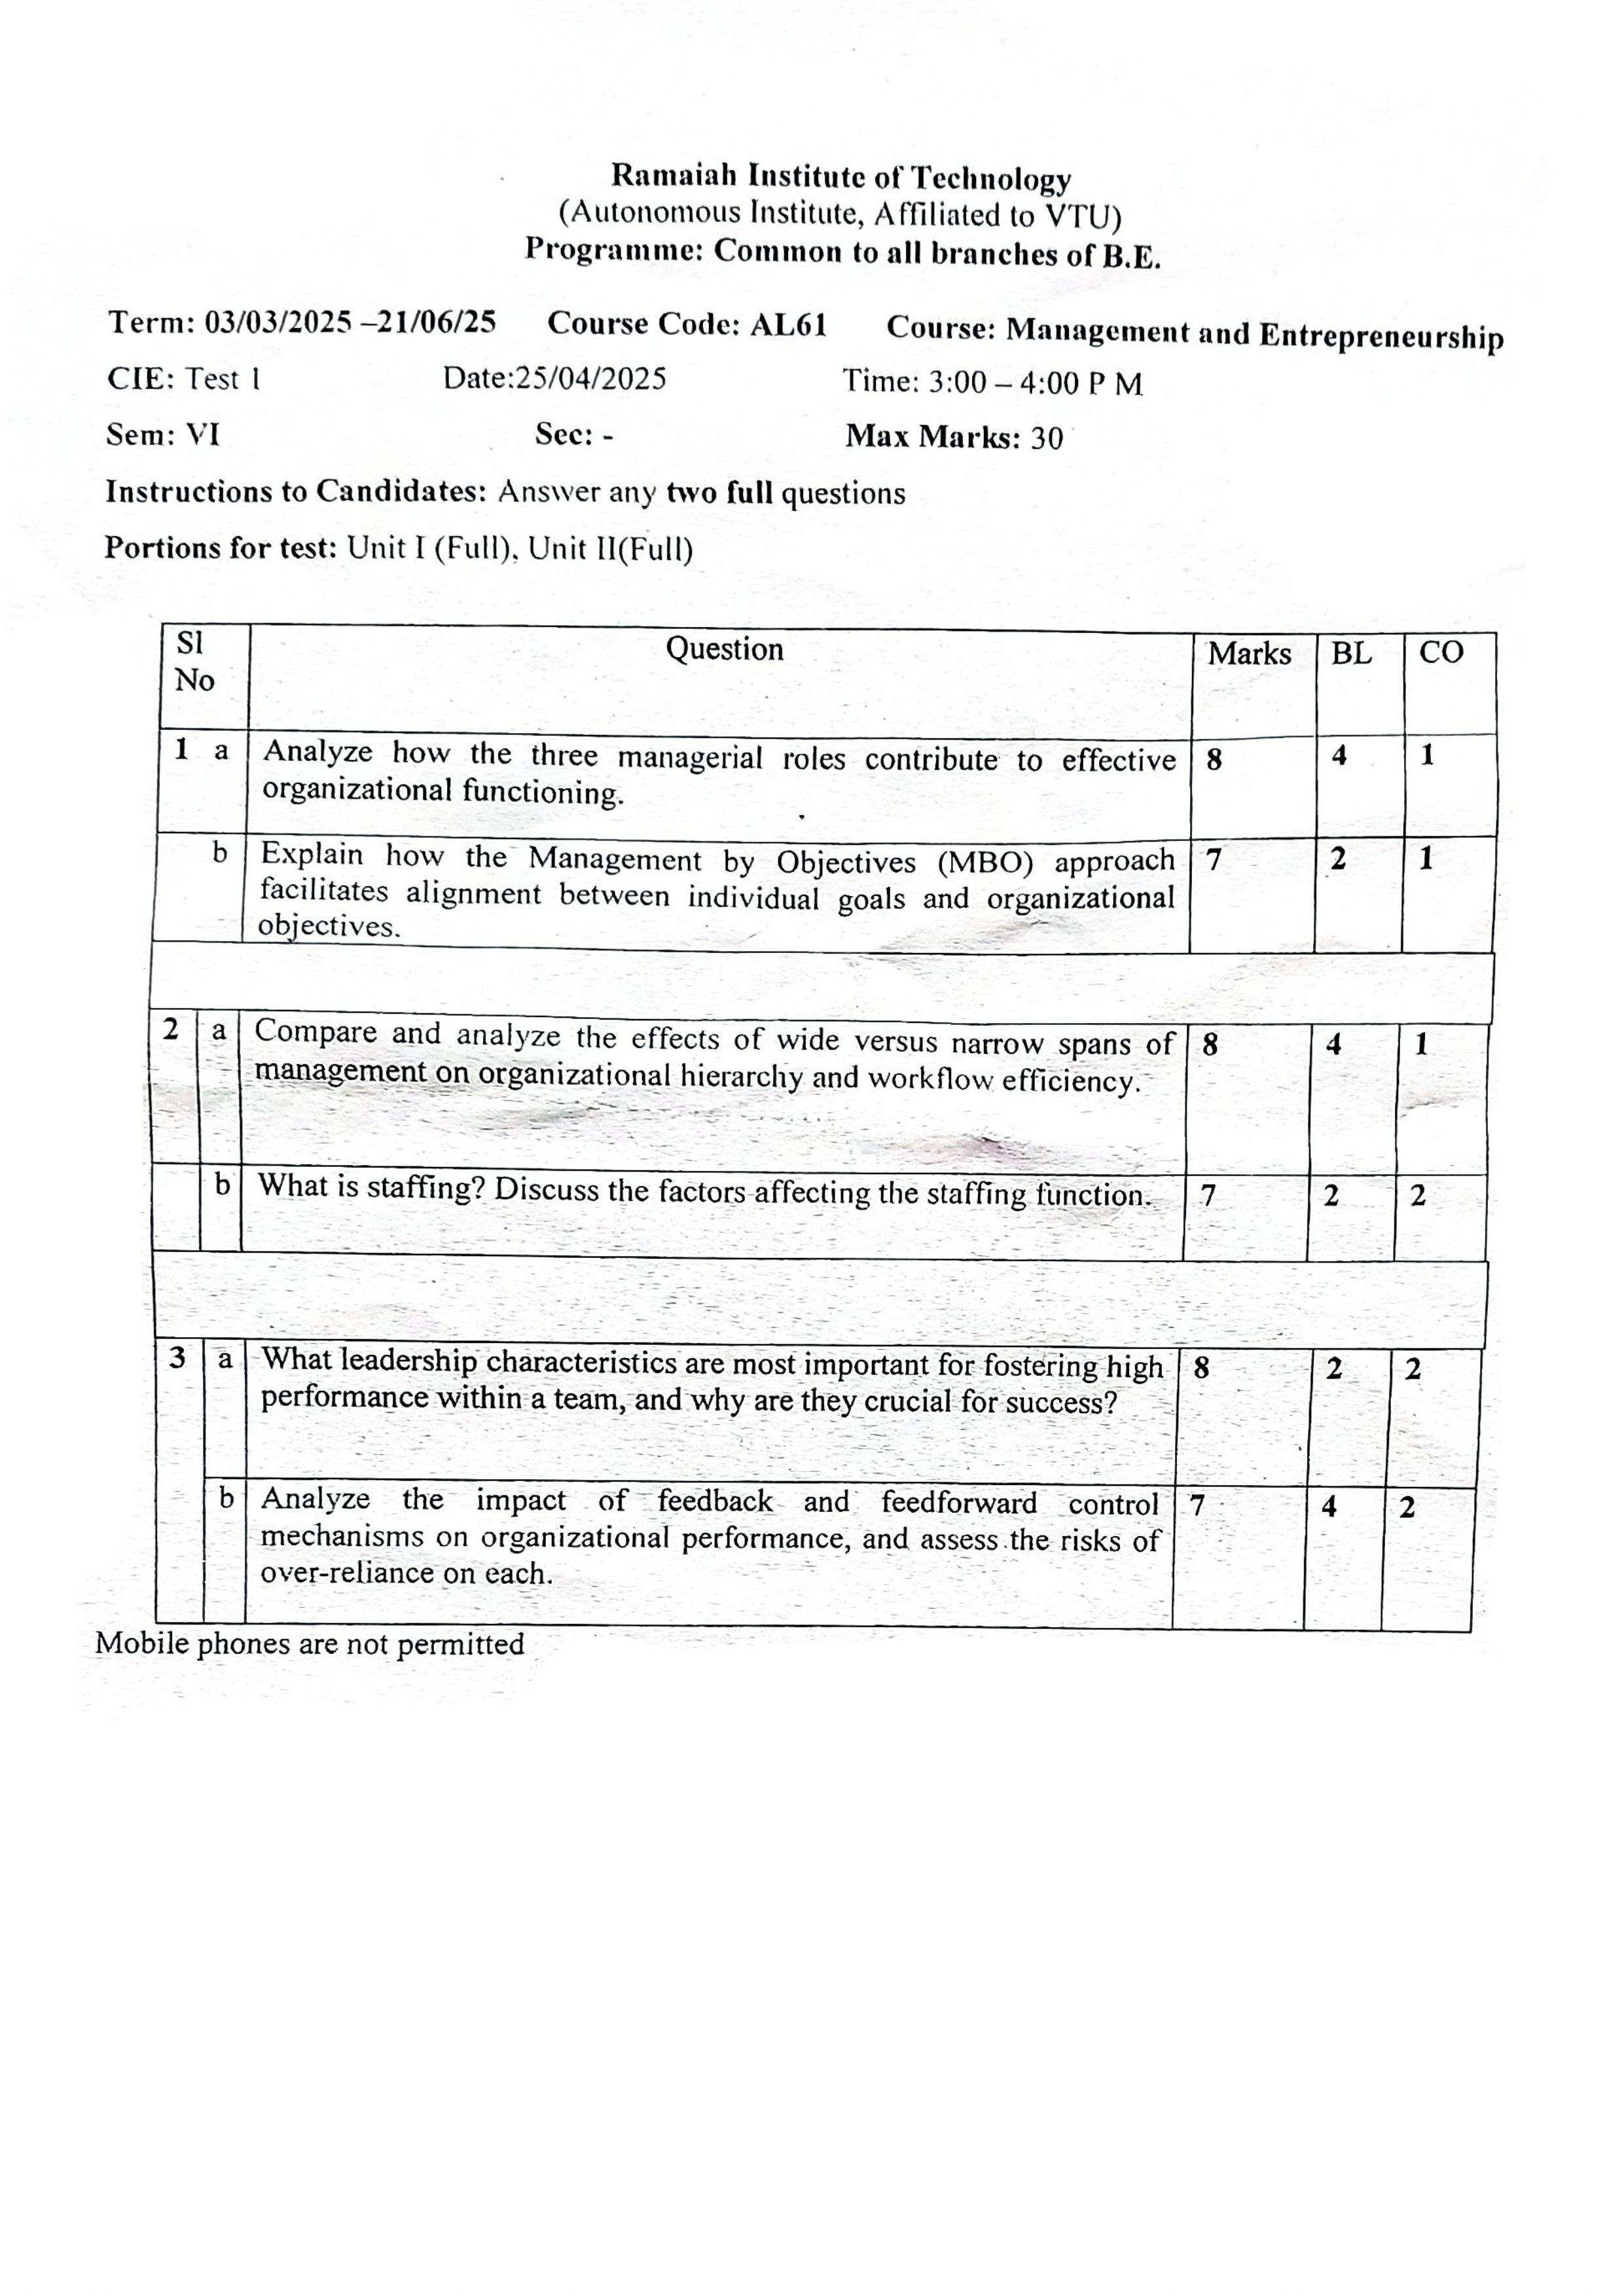 Ramaiah Institute of Technology
(Autonomous Institute, Affiliated to VTU)
Programme: Common to all branches of B.E.
Term: 03/03/2025 –21/06/25 Course Code: AL61 Course: Management and Entrepreneurship
CIE: Test 1 Date:25/04/2025 Time: 3:00 – 4:00 P M
Sem: VI Sec: - Max Marks: 30
Instructions to Candidates: Answer any two full questions
Portions for test: Unit I (Full), Unit II(Full)
Sl No Question Marks BL CO
1 a Analyze how the three managerial roles contribute to effective 8 4 1
organizational functioning.
b Explain how the Management by Objectives (MBO) approach 7 2 1
facilitates alignment between individual goals and organizational
objectives.
2 a Compare and analyze the effects of wide versus narrow spans of 8 4 1
management on organizational hierarchy and workflow efficiency.
b What is staffing? Discuss the factors affecting the staffing function. 7 2 2
3 a What leadership characteristics are most important for fostering high 8 2 2
performance within a team, and why are they crucial for success?
b Analyze the impact of feedback and feedforward control 7 4 2
mechanisms on organizational performance, and assess the risks of
over-reliance on each.
Mobile phones are not permitted